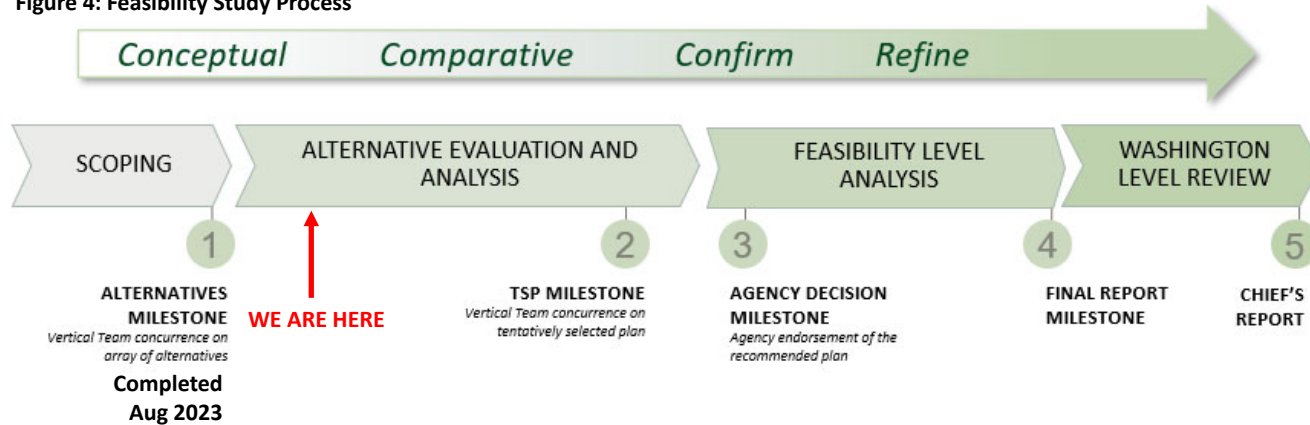 Figure 4: Feasibility Study Process
Conceptual Comparative Confirm Refine
SCOPING
ALTERNATIVE EVALUATION AND
ANALYSIS
FEASIBILITY LEVEL
ANALYSIS
WASHINGTON
LEVEL REVIEW
1
2
3
4
5
ALTERNATIVES
MILESTONE
Vertical Team concurrence on
array of alternatives
Completed
Aug 2023
WE ARE HERE
TSP MILESTONE
Vertical Team concurrence on
tentatively selected plan
AGENCY DECISION
MILESTONE
Agency endorsement of the
recommended plan
FINAL REPORT
MILESTONE
CHIEF'S
REPORT